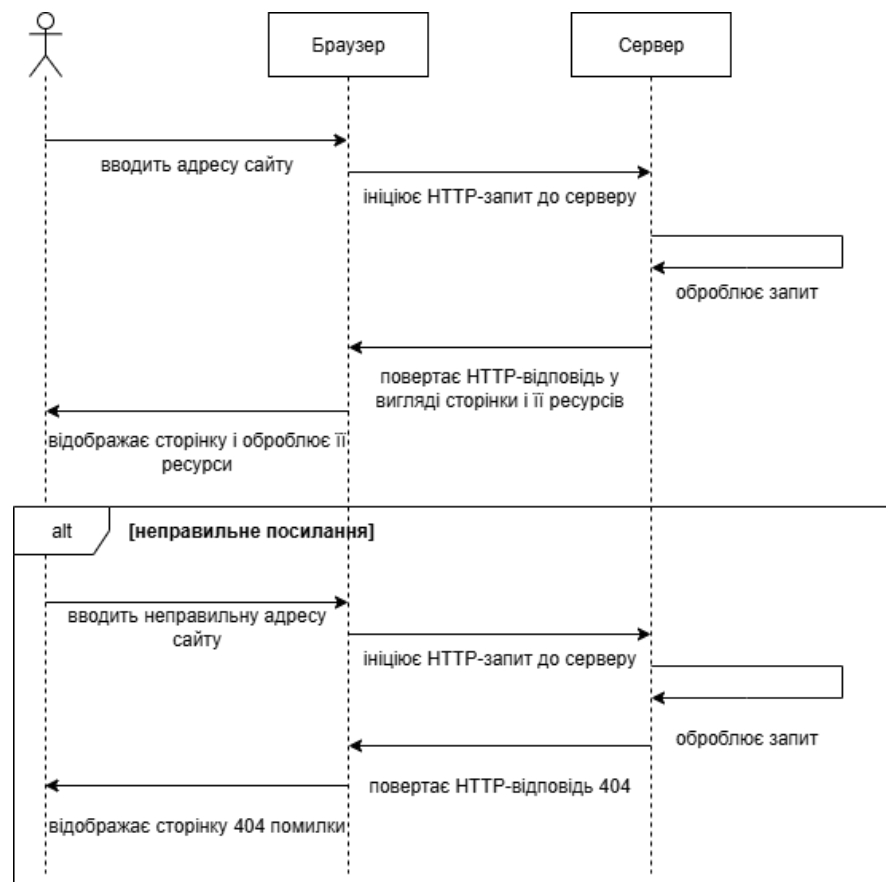 Браузер
Сервер
вводить адресу сайту
ініціює HTTP-запит до серверу
оброблює запит
повертає HTTP-відповідь у
вигляді сторінки і її ресурсів
відображає сторінку і оброблює її
ресурси
alt
[неправильне посилання]
вводить неправильну адресу
сайту
ініціює HTTP-запит до серверу
оброблює запит
повертає HTTP-відповідь 404
відображає сторінку 404 помилки